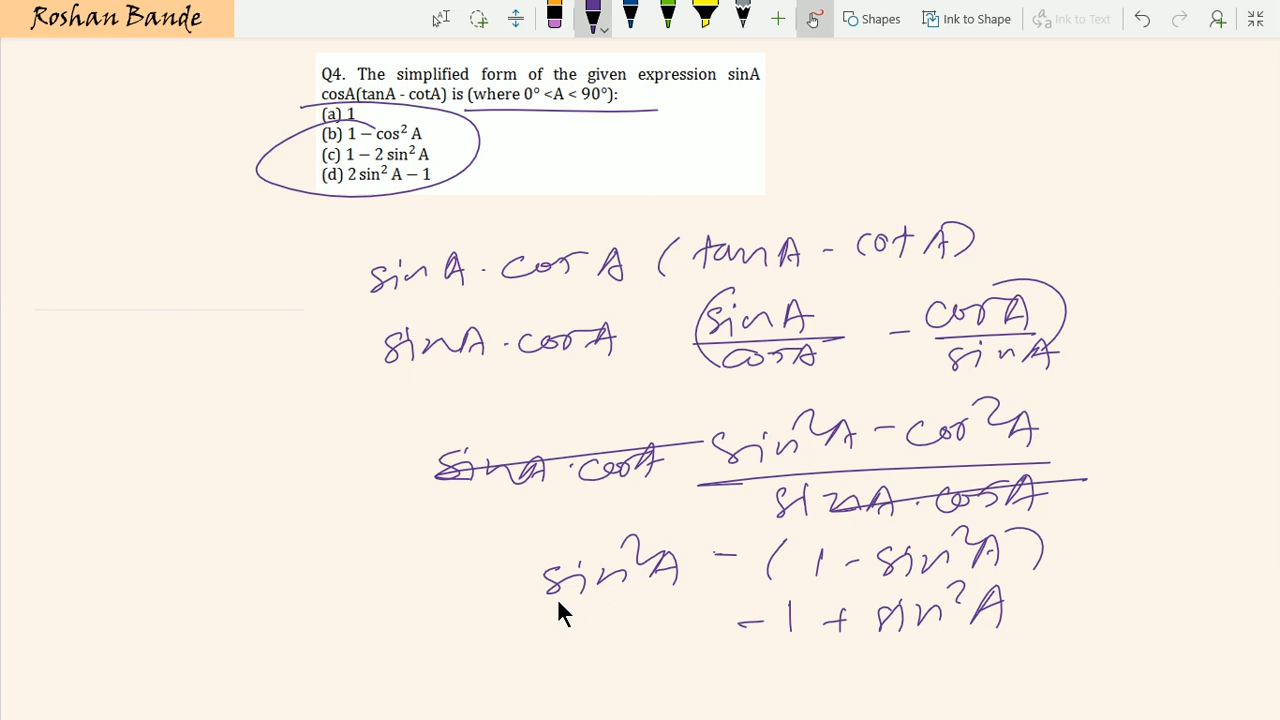 Roshan Bande
Shapes Ink to Shape Ink to Text
Q4. The simplified form of the given expression sinA
cosA(tanA - cotA) is (where 0° <A < 90°):
(a) 1
(b) 1 − cos² A
(c) 1 − 2 sin² A
(d) 2 sin² A − 1
sinA · cosA (tanA - cotA)
sinA · cosA (sinA/cosA - cosA/sinA)
sinA · cosA sin²A - cos²A
sinA · cosA
sin²A - (1 - sin²A)
- 1 + sin²A